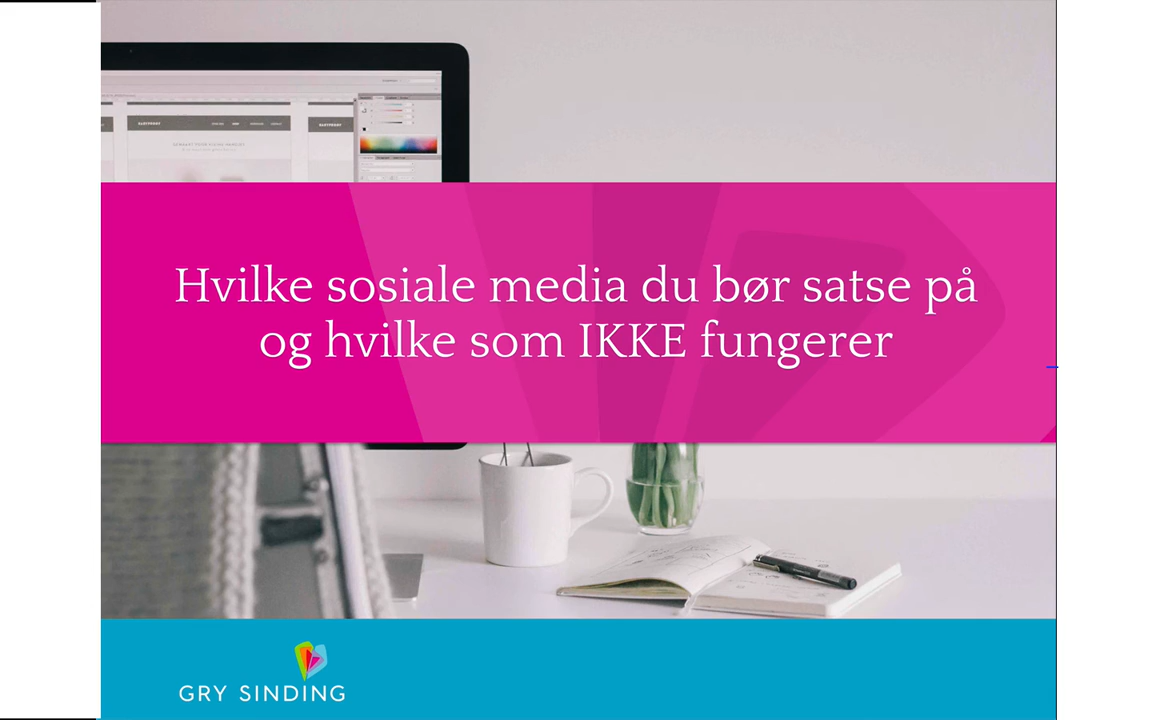 Hvilke sosiale media du bør satse på
og hvilke som IKKE fungerer
GRY SINDING